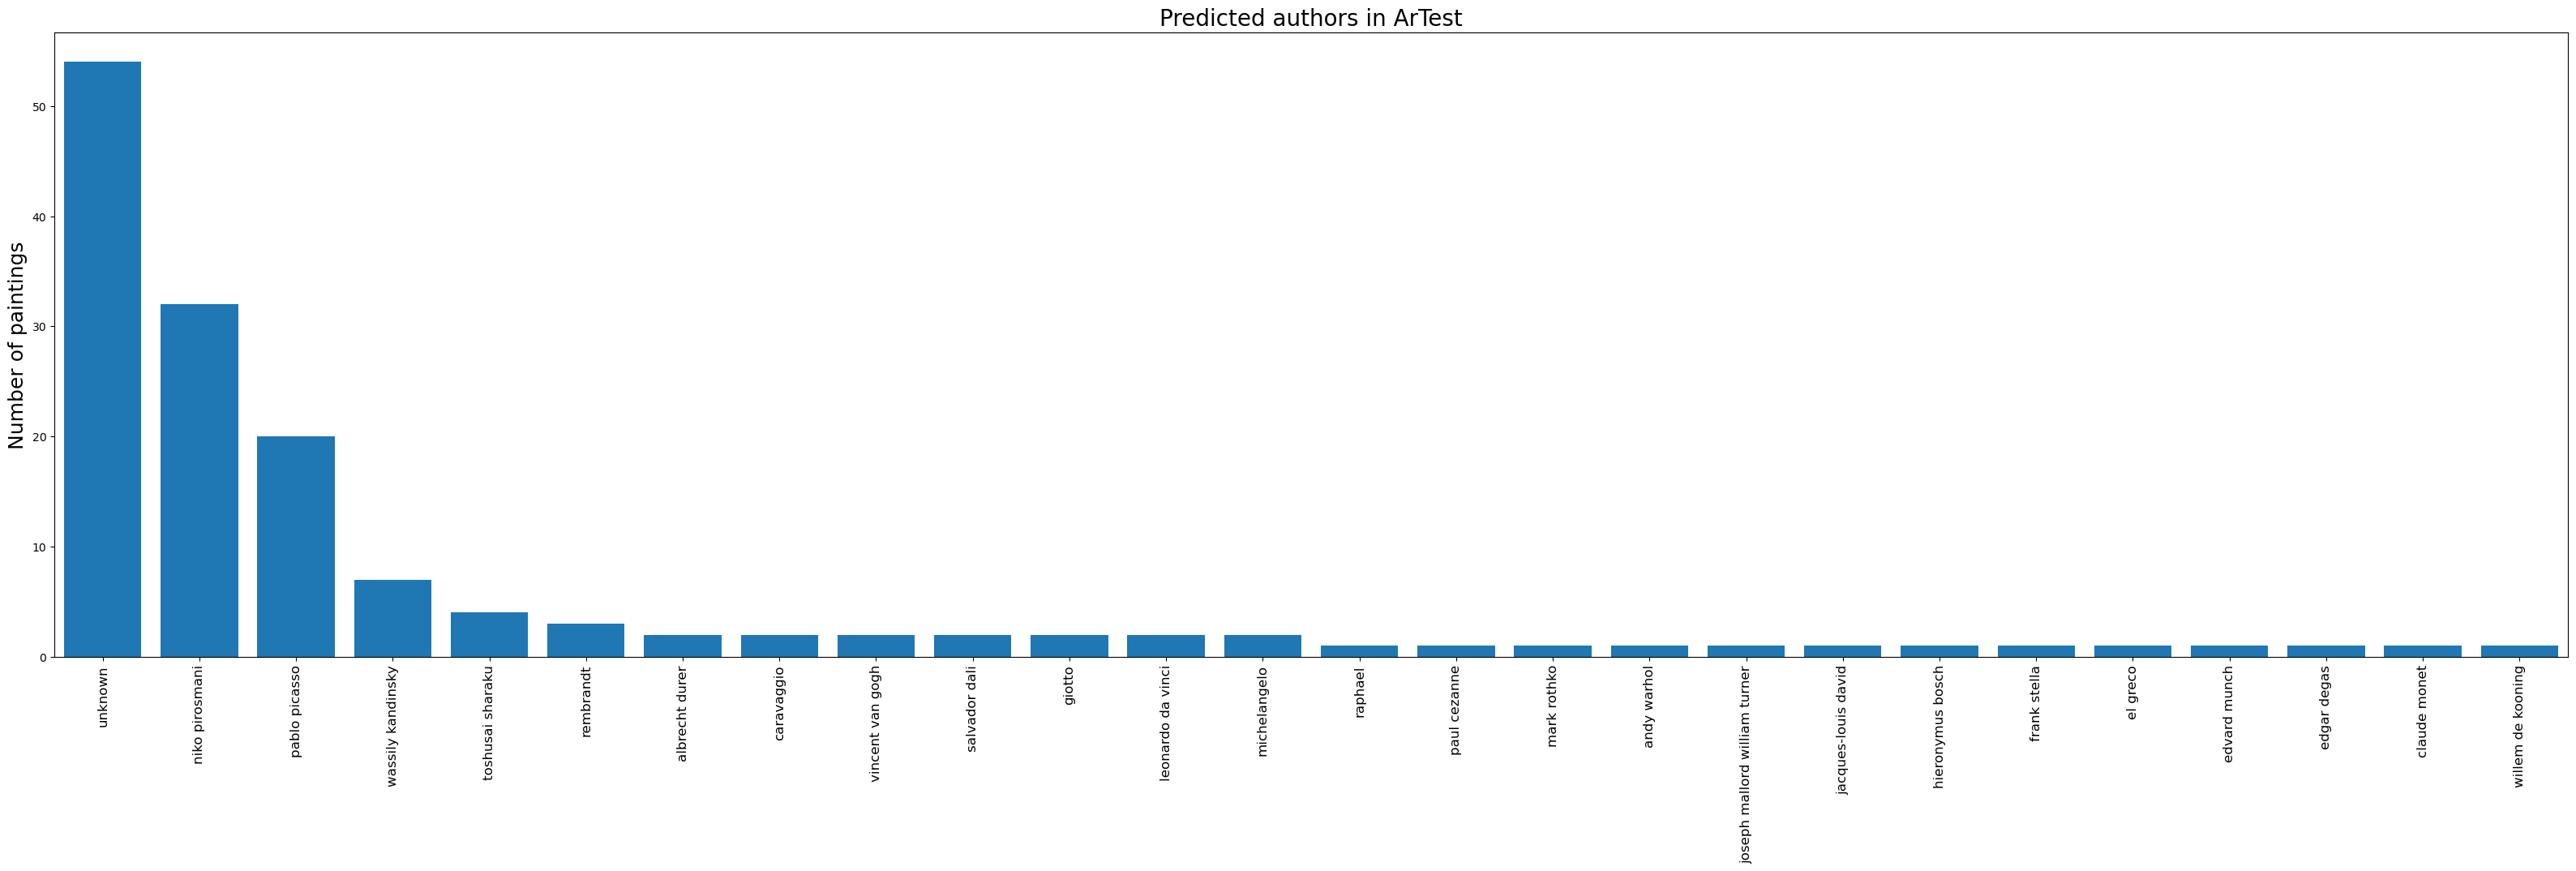 Predicted authors in ArTest
Number of paintings
50
40
30
20
10
0
unknown
niko pirosmani
pablo picasso
wassily kandinsky
toshusai sharaku
rembrandt
albrecht durer
caravaggio
vincent van gogh
salvador dali
giotto
leonardo da vinci
michelangelo
raphael
paul cezanne
mark rothko
andy warhol
joseph mallord william turner
jacques-louis david
hieronymus bosch
frank stella
el greco
edvard munch
edgar degas
claude monet
willem de kooning